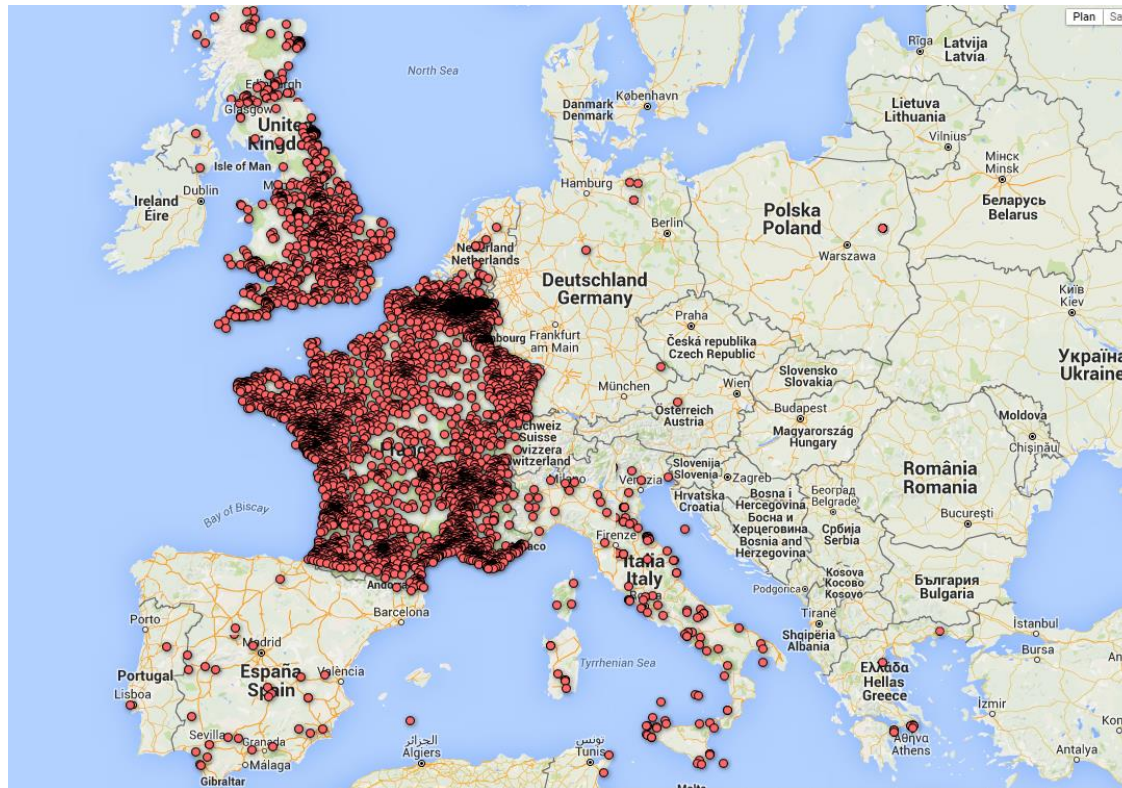 Plan
North Sea
Rīga
Latvija
Latvia
Edinburgh
Glasgow
Danmark
Denmark
København
Lietuva
Lithuania
Vilnius
United
Kingdom
Isle of Man
Мінск
Minsk
Беларусь
Belarus
Dublin
Ireland
Éire
Hamburg
Berlin
Polska
Poland
Warszawa
Nederland
Netherlands
Deutschland
Germany
Київ
Kiev
Praha
Česká republika
Czech Republic
Frankfurt
am Main
Україна
Ukraine
Slovensko
Slovakia
München
Wien
Österreich
Austria
Budapest
Magyarország
Hungary
Moldova
Chișinău
Schweiz
Suisse
Svizzera
Switzerland
Slovenija
Slovenia
Zagreb
Venezia
Milano
România
Romania
Hrvatska
Croatia
Bosna i
Hercegovina
Босна и
Херцеговина
Bosnia and
Herzegovina
Београд
Belgrade
Србија
Serbia
București
Bay of Biscay
Firenze
Italia
Italy
Roma
Kosova
Косово
Kosovo
България
Bulgaria
Podgorica
Tiranë
Shqipëria
Albania
Barcelona
Porto
Madrid
España
Spain
València
Portugal
Lisboa
Tyrrhenian Sea
İstanbul
Bursa
Ελλάδα
Hellas
Greece
İzmir
Αθήνα
Athens
Antalya
Sevilla
Granada
Málaga
Gibraltar
الجزائر
Algiers
تونس
Tunis
Malta